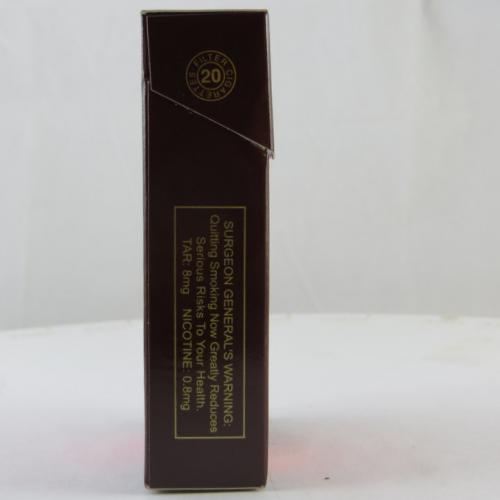 FILTER CIGARETTES
20
SURGEON GENERAL'S WARNING:
Quitting Smoking Now Greatly Reduces
Serious Risks To Your Health.
TAR: 8mg NICOTINE: 0.8mg